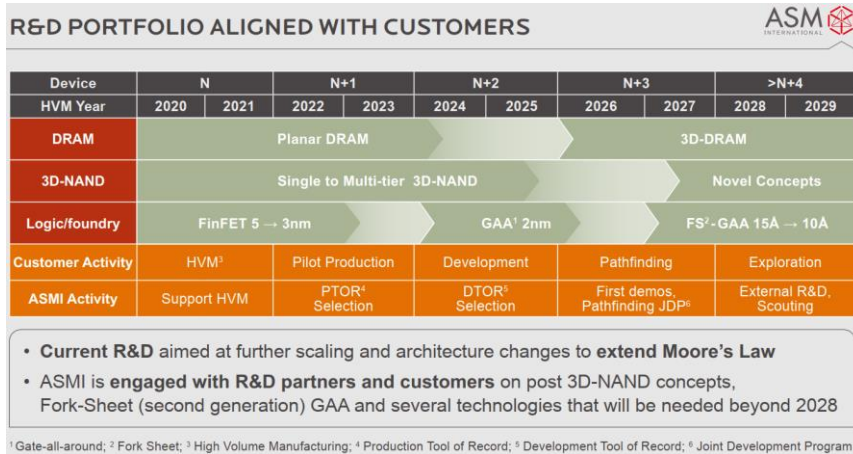 R&D PORTFOLIO ALIGNED WITH CUSTOMERS
ASM
INTERNATIONAL
Device N N+1 N+2 N+3 >N+4
HVM Year 2020 2021 2022 2023 2024 2025 2026 2027 2028 2029
DRAM Planar DRAM 3D-DRAM
3D-NAND Single to Multi-tier 3D-NAND Novel Concepts
Logic/foundry FinFET 5 → 3nm GAA¹ 2nm FS²-GAA 15Å → 10Å
Customer Activity HVM³ Pilot Production Development Pathfinding Exploration
ASMI Activity Support HVM PTOR⁴ Selection DTOR⁵ Selection First demos, Pathfinding JDP⁶ External R&D, Scouting
• Current R&D aimed at further scaling and architecture changes to extend Moore's Law
• ASMI is engaged with R&D partners and customers on post 3D-NAND concepts,
Fork-Sheet (second generation) GAA and several technologies that will be needed beyond 2028
¹ Gate-all-around; ² Fork Sheet; ³ High Volume Manufacturing; ⁴ Production Tool of Record; ⁵ Development Tool of Record; ⁶ Joint Development Program